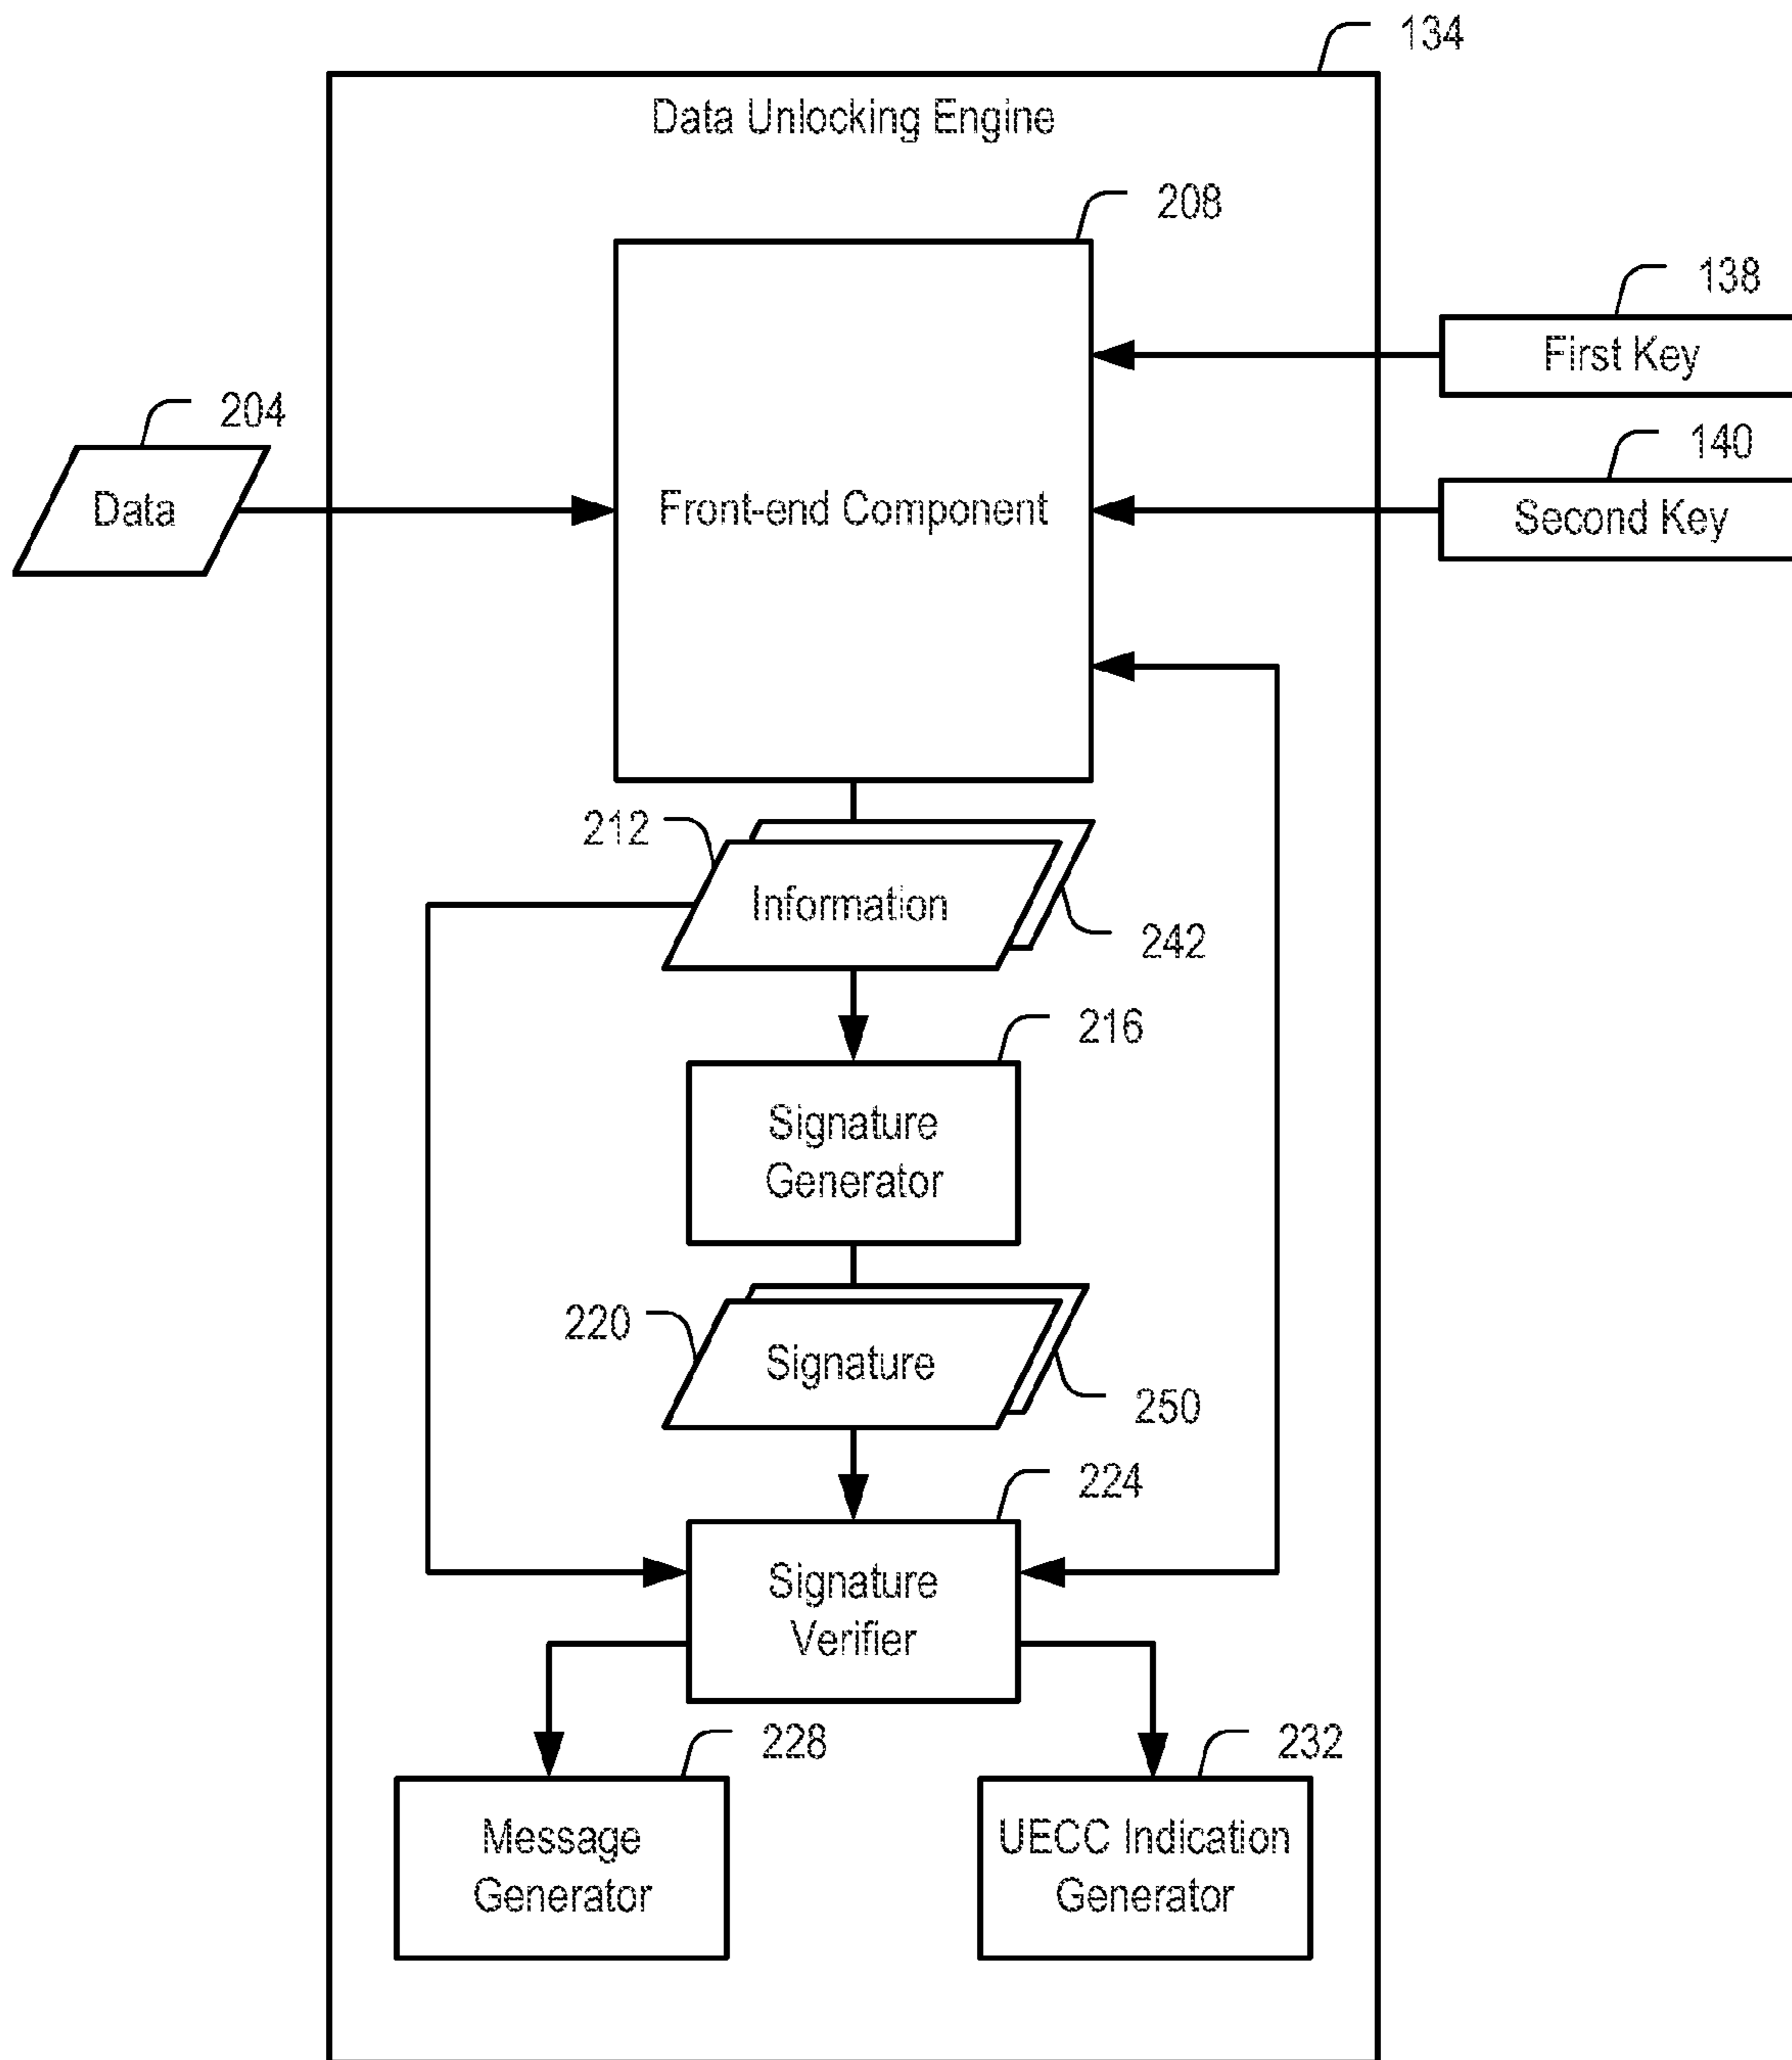 134
Data Unlocking Engine
208
138
First Key
204
140
Data
Front-end Component
Second Key
212
Information
242
216
Signature
Generator
220
Signature
250
224
Signature
Verifier
228
232
Message
Generator
UECC Indication
Generator